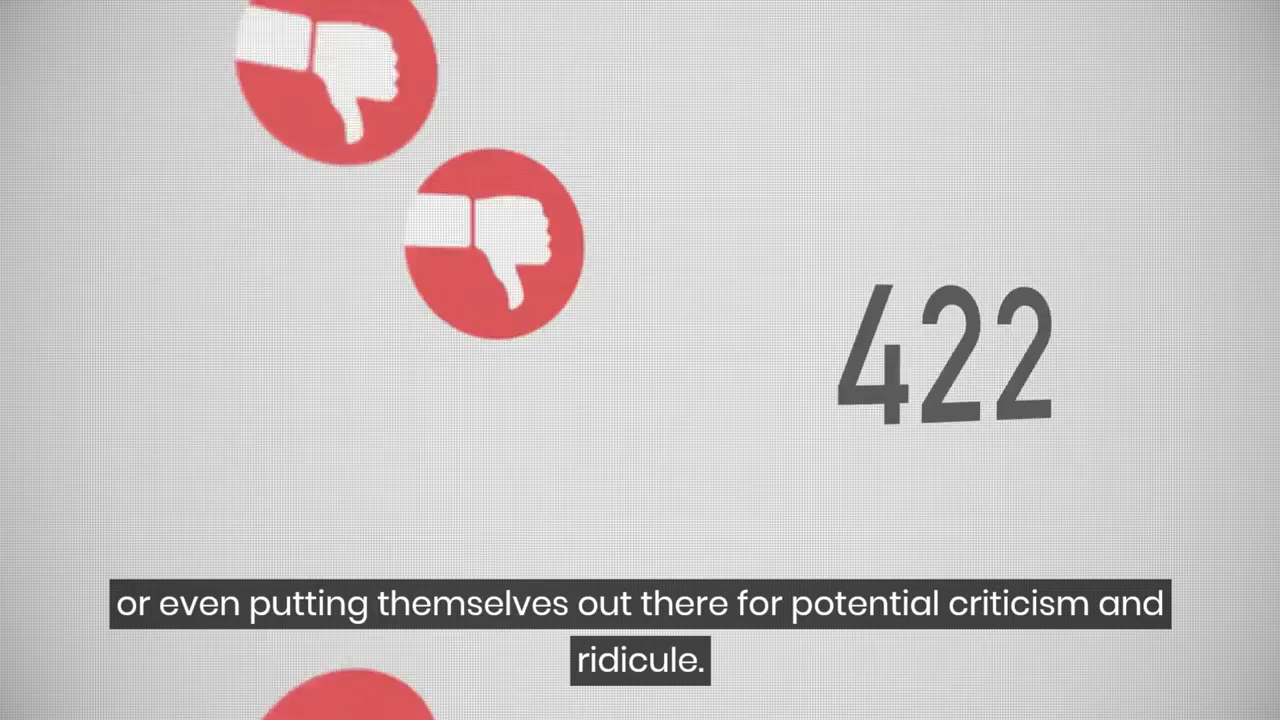 422
or even putting themselves out there for potential criticism and
ridicule.